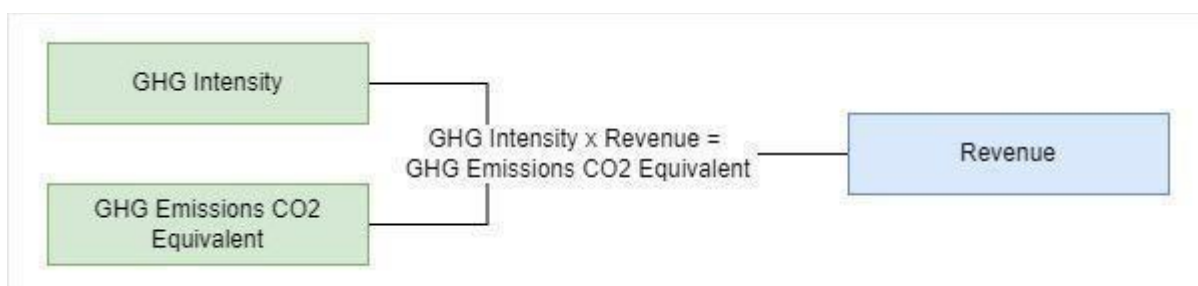 GHG Intensity
GHG Intensity x Revenue =
GHG Emissions CO2 Equivalent
Revenue
GHG Emissions CO2
Equivalent